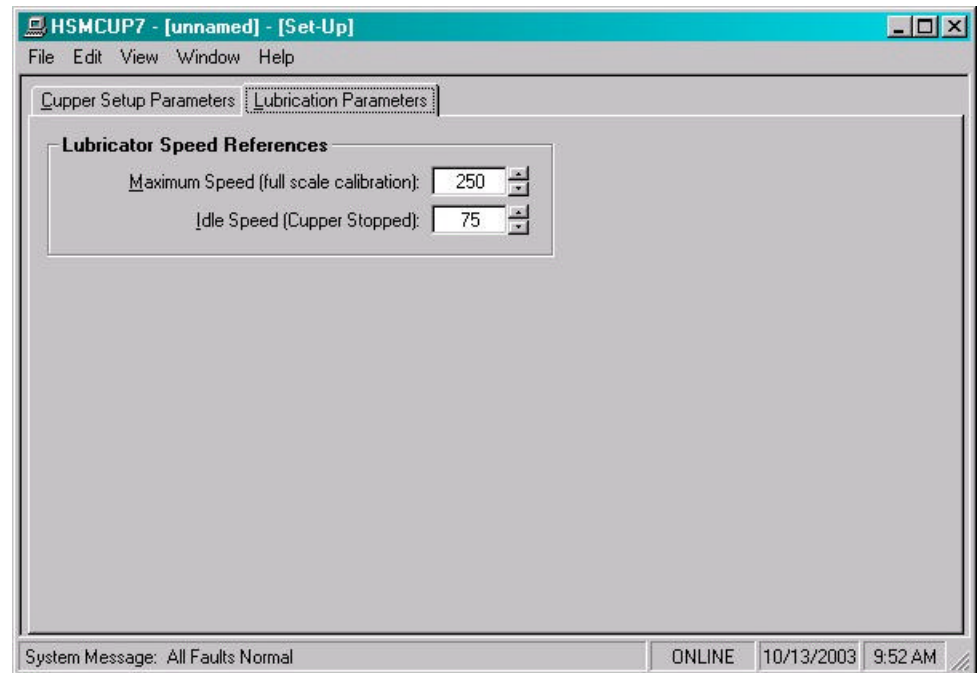 HSMCUP7 - [unnamed] - [Set-Up]
File Edit View Window Help
Cupper Setup Parameters Lubrication Parameters
Lubricator Speed References
Maximum Speed (full scale calibration): 250
Idle Speed (Cupper Stopped): 75
System Message: All Faults Normal ONLINE 10/13/2003 9:52 AM